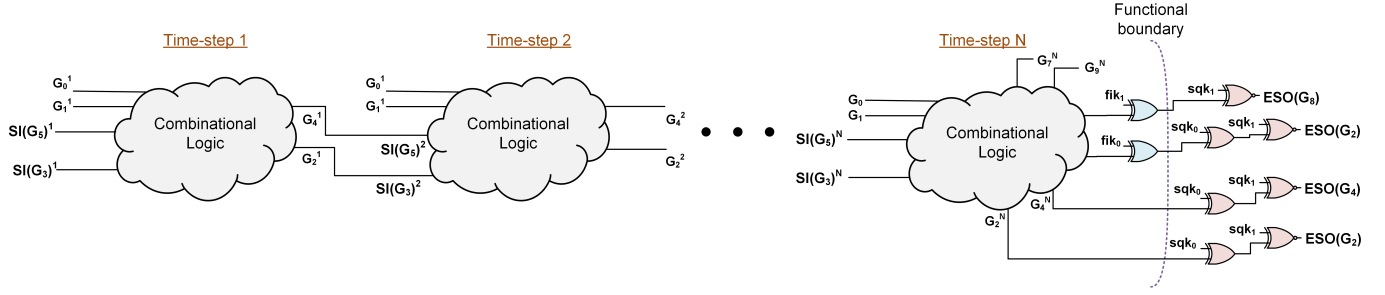 Functional
boundary
Time-step 1
Time-step 2
Time-step N
G₀¹
G₁¹
SI(G₅)¹
SI(G₃)¹
Combinational
Logic
G₄¹
G₂¹
G₀¹
G₁¹
SI(G₅)²
SI(G₃)²
Combinational
Logic
G₄²
G₂²
G₇ᴺ
G₉ᴺ
G₀
G₁
SI(G₅)ᴺ
SI(G₃)ᴺ
Combinational
Logic
G₄ᴺ
G₂ᴺ
fik₁
fik₀
sqk₁
ESO(G₈)
sqk₀
sqk₁
ESO(G₂)
sqk₀
sqk₁
ESO(G₄)
sqk₀
sqk₁
ESO(G₂)